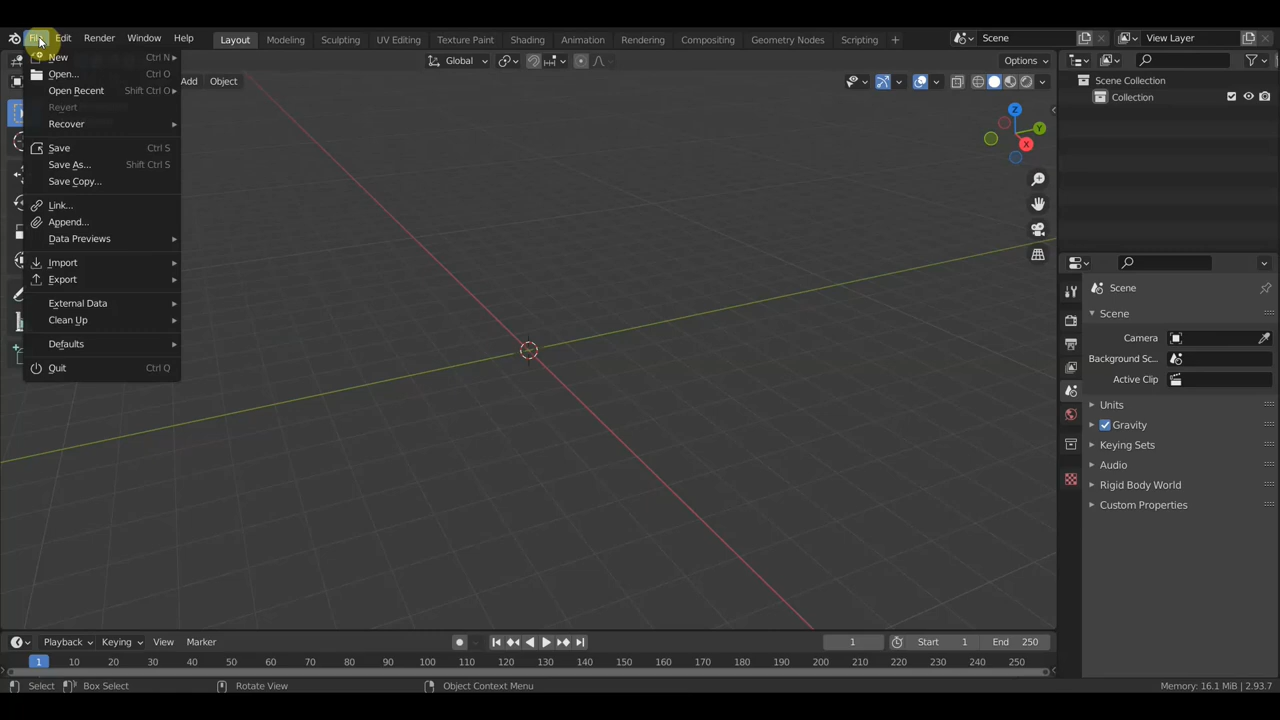 File Edit Render Window Help Layout Modeling Sculpting UV Editing Texture Paint Shading Animation Rendering Compositing Geometry Nodes Scripting + Scene View Layer
New Ctrl N
Open... Ctrl O
Open Recent Shift Ctrl O
Revert
Recover
Save Ctrl S
Save As... Shift Ctrl S
Save Copy...
Link...
Append...
Data Previews
Import
Export
External Data
Clean Up
Defaults
Quit Ctrl Q
Global Options
Add Object
Z
Y
X
Scene Collection
Collection
Scene
Scene
Camera
Background Sc...
Active Clip
Units
Gravity
Keying Sets
Audio
Rigid Body World
Custom Properties
Playback Keying View Marker 1 Start 1 End 250
1 10 20 30 40 50 60 70 80 90 100 110 120 130 140 150 160 170 180 190 200 210 220 230 240 250
Select Box Select Rotate View Object Context Menu Memory: 16.1 MiB | 2.93.7